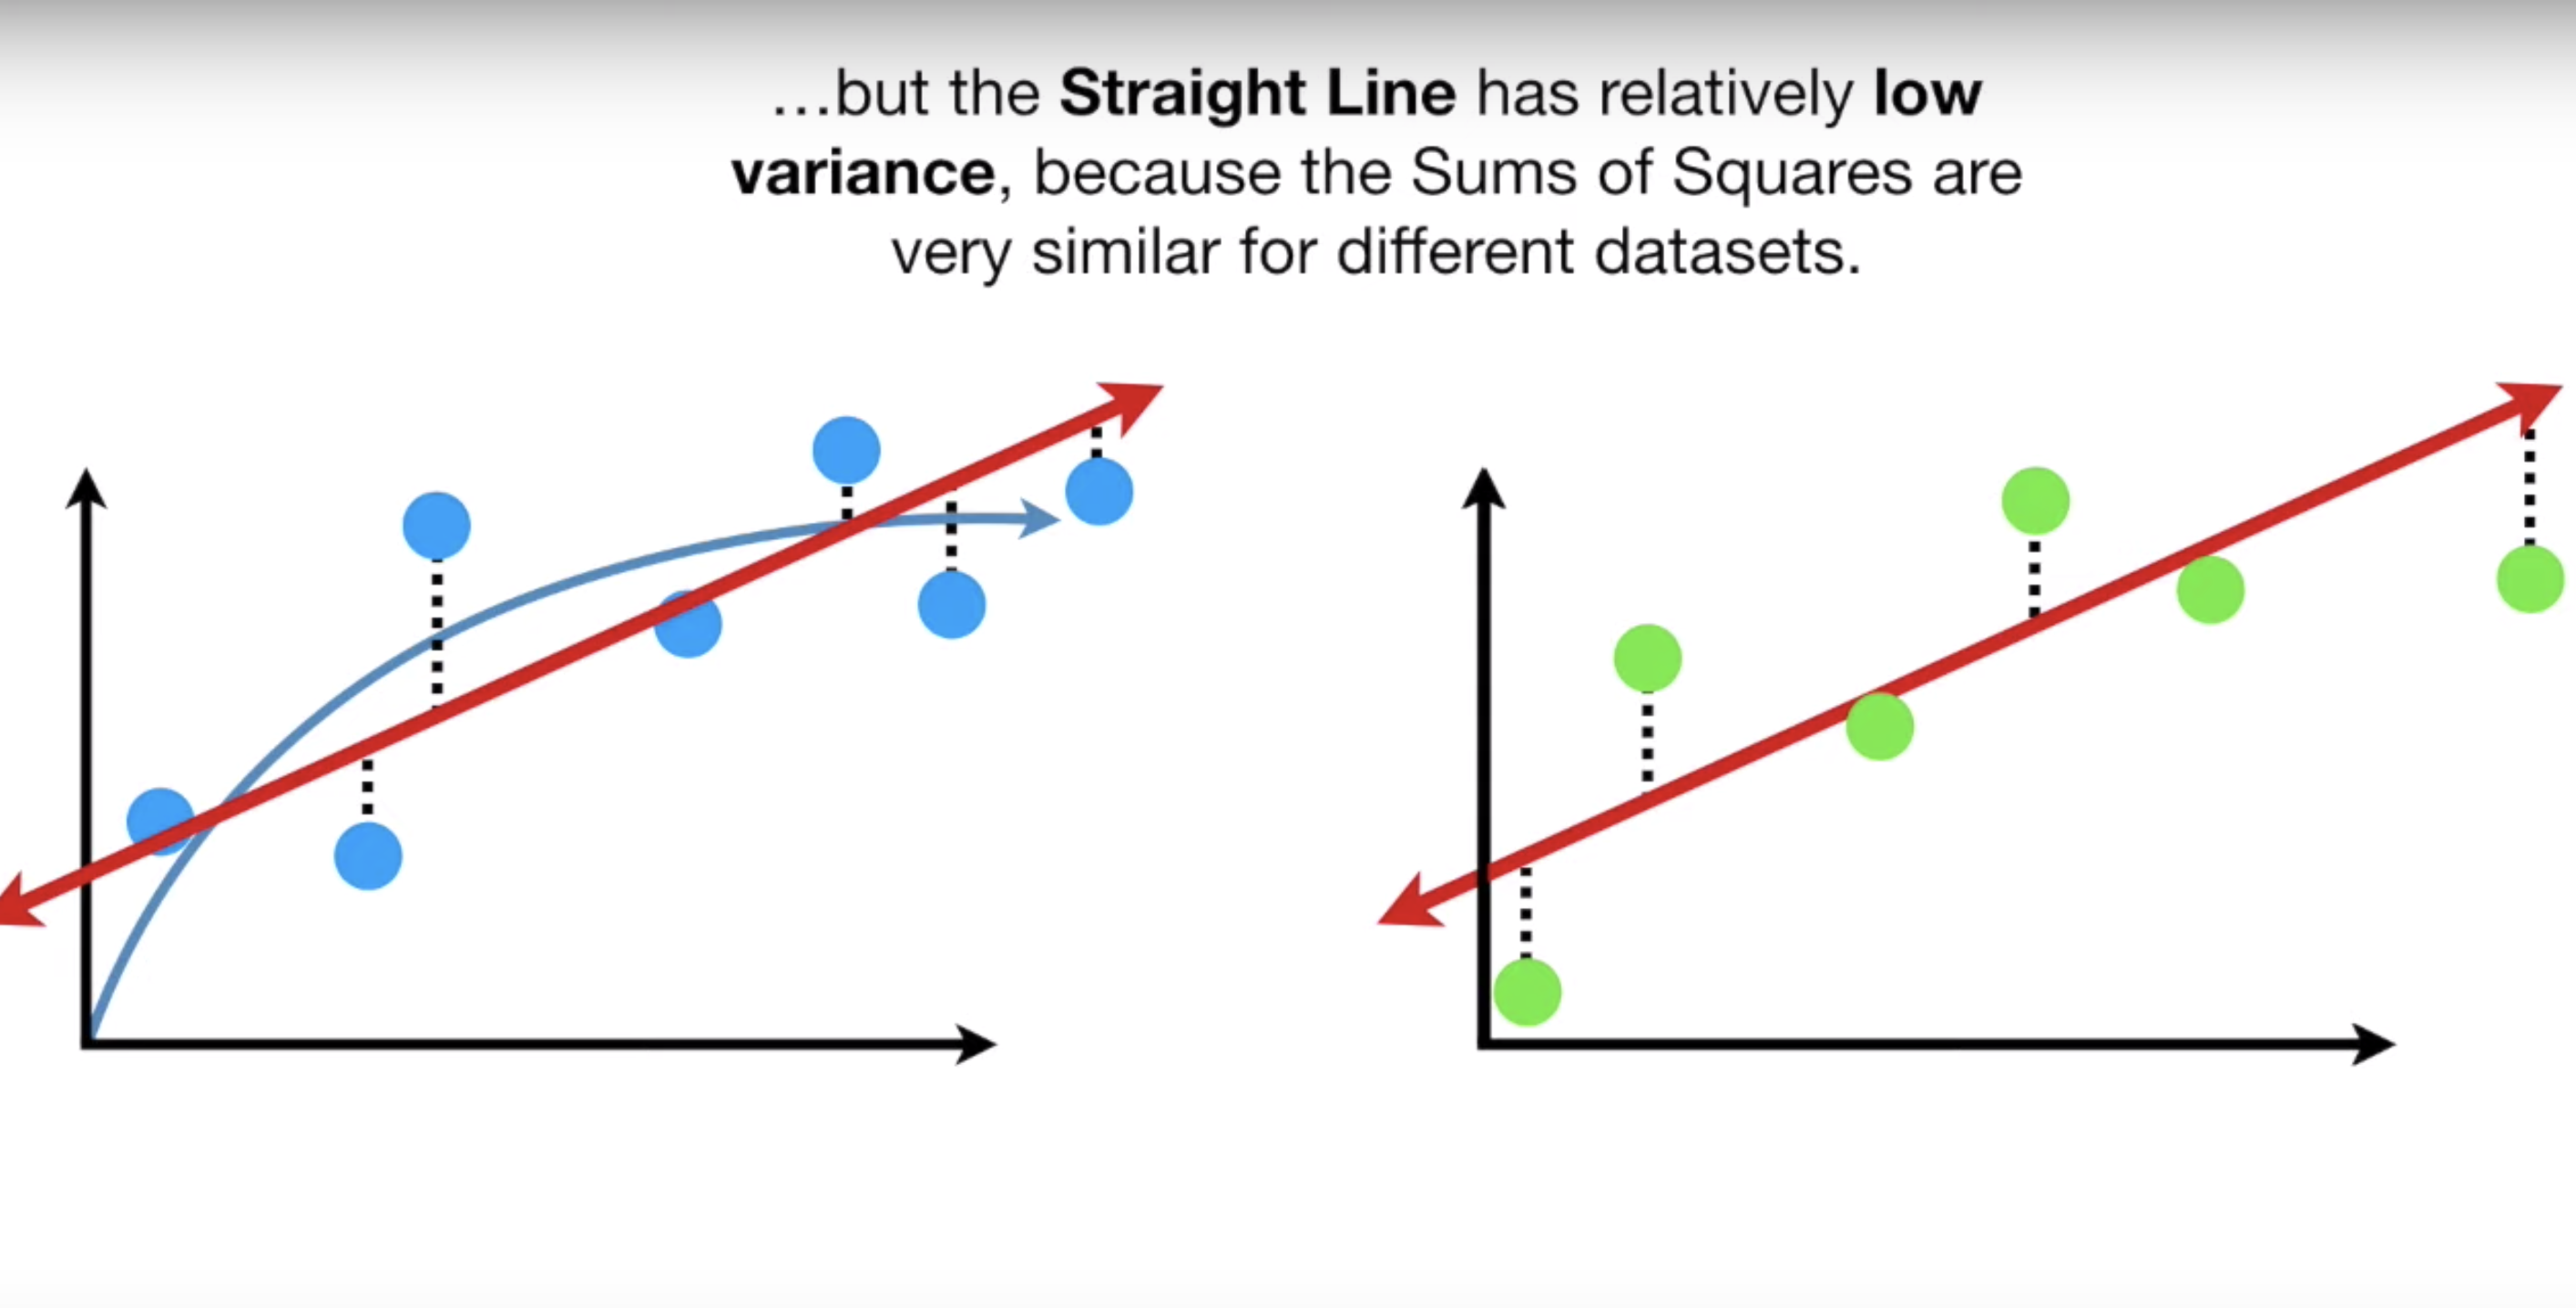 ...but the Straight Line has relatively low
variance, because the Sums of Squares are
very similar for different datasets.